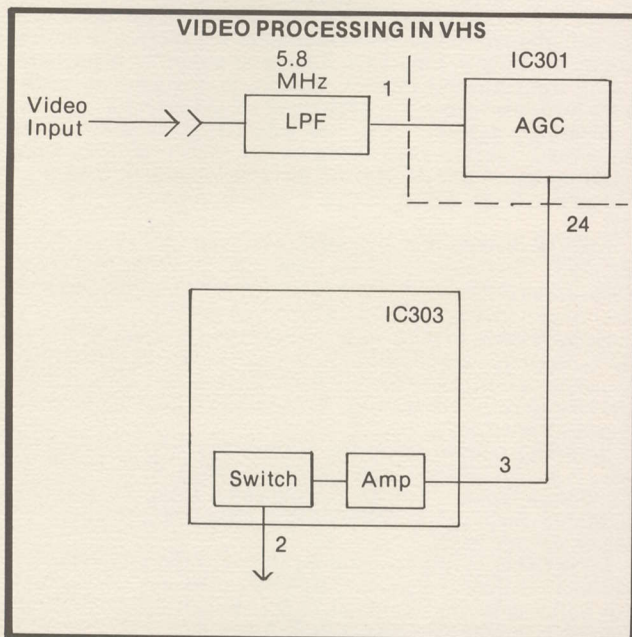 VIDEO PROCESSING IN VHS
5.8
MHz
1
IC301
Video
Input
LPF
AGC
24
IC303
Switch
Amp
3
2